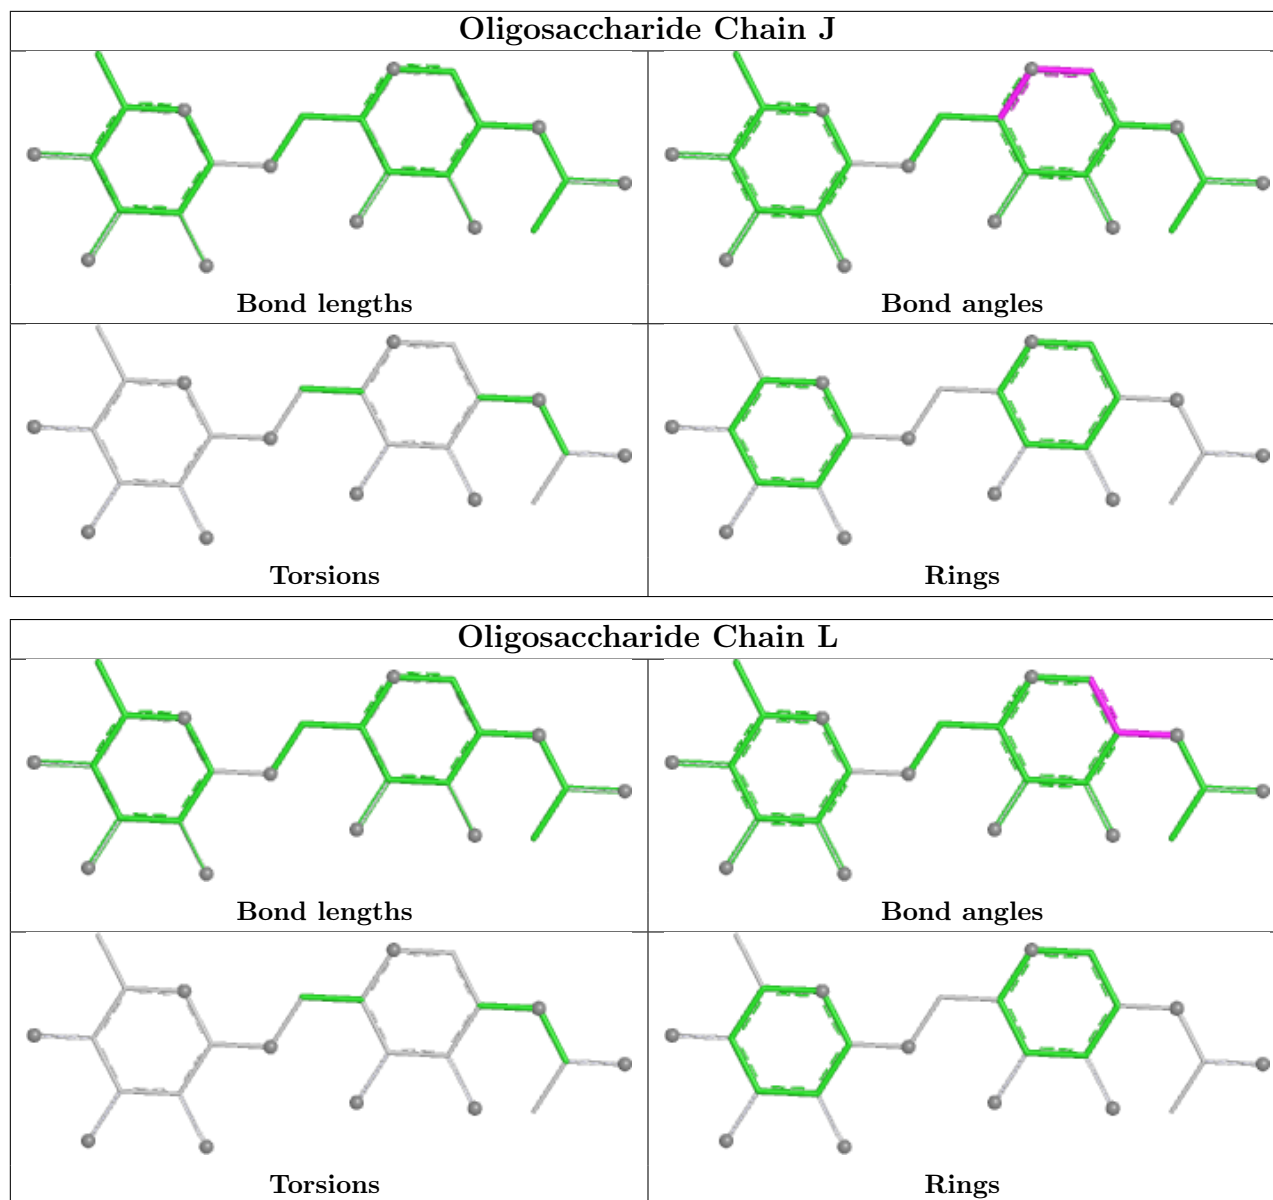 Oligosaccharide Chain J
Bond lengths
Bond angles
Torsions
Rings
Oligosaccharide Chain L
Bond lengths
Bond angles
Torsions
Rings